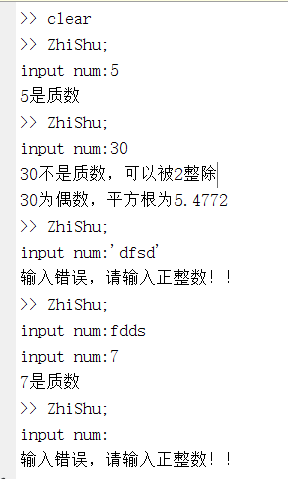 >> clear
>> ZhiShu;
input num:5
5是质数
>> ZhiShu;
input num:30
30不是质数，可以被2整除
30为偶数，平方根为5.4772
>> ZhiShu;
input num:'dfsd'
输入错误，请输入正整数！！
>> ZhiShu;
input num:fdds
input num:7
7是质数
>> ZhiShu;
input num:
输入错误，请输入正整数！！